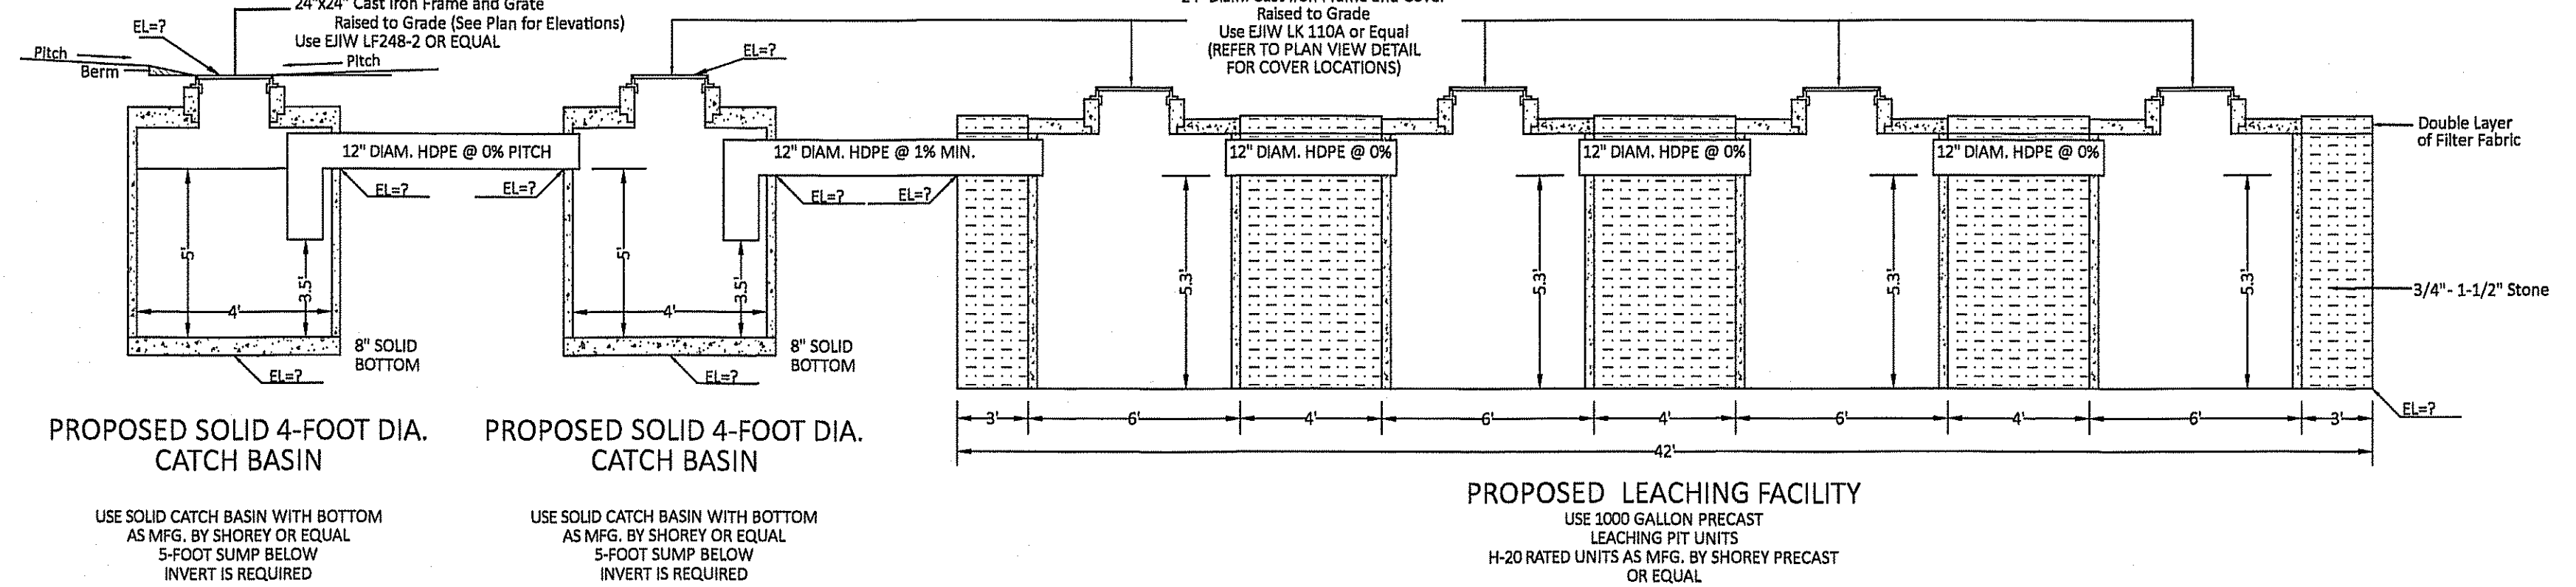 24"x24" Cast Iron Frame and Grate
Raised to Grade (See Plan for Elevations)
Use EJIW LF248-2 OR EQUAL
EL=?
Pitch
Berm
Pitch
EL=?
24" Diam. Cast Iron Frame and Cover
Raised to Grade
Use EJIW LK 110A or Equal
(REFER TO PLAN VIEW DETAIL
FOR COVER LOCATIONS)
12" DIAM. HDPE @ 0% PITCH
12" DIAM. HDPE @ 1% MIN.
12" DIAM. HDPE @ 0%
12" DIAM. HDPE @ 0%
12" DIAM. HDPE @ 0%
Double Layer
of Filter Fabric
EL=?
EL=?
EL=?
EL=?
5'
3.5'
4'
5'
3.5'
4'
5.3'
5.3'
5.3'
5.3'
3/4"- 1-1/2" Stone
8" SOLID
BOTTOM
8" SOLID
BOTTOM
EL=?
EL=?
EL=?
3'
6'
4'
6'
4'
6'
4'
6'
3'
42'
PROPOSED SOLID 4-FOOT DIA.
CATCH BASIN
USE SOLID CATCH BASIN WITH BOTTOM
AS MFG. BY SHOREY OR EQUAL
5-FOOT SUMP BELOW
INVERT IS REQUIRED
PROPOSED SOLID 4-FOOT DIA.
CATCH BASIN
USE SOLID CATCH BASIN WITH BOTTOM
AS MFG. BY SHOREY OR EQUAL
5-FOOT SUMP BELOW
INVERT IS REQUIRED
PROPOSED LEACHING FACILITY
USE 1000 GALLON PRECAST
LEACHING PIT UNITS
H-20 RATED UNITS AS MFG. BY SHOREY PRECAST
OR EQUAL